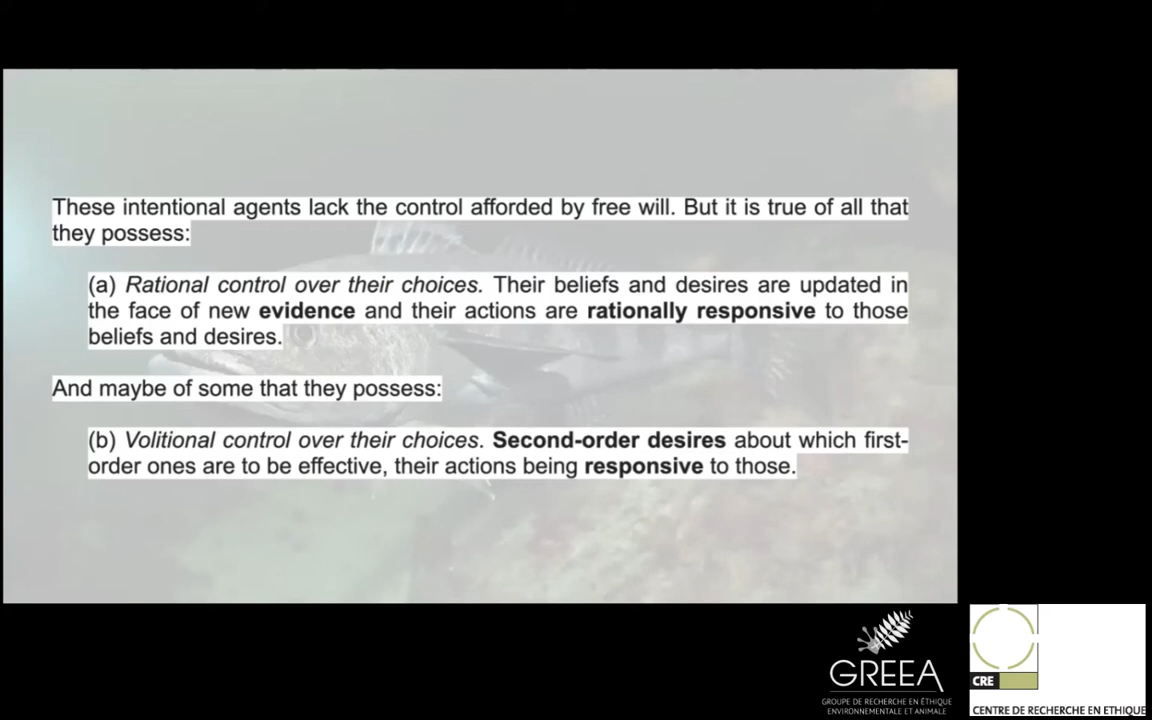 These intentional agents lack the control afforded by free will. But it is true of all that
they possess:
(a) Rational control over their choices. Their beliefs and desires are updated in
the face of new evidence and their actions are rationally responsive to those
beliefs and desires.
And maybe of some that they possess:
(b) Volitional control over their choices. Second-order desires about which first-
order ones are to be effective, their actions being responsive to those.
GREEA
GROUPE DE RECHERCHE EN ÉTHIQUE
ENVIRONNEMENTALE ET ANIMALE
CRE
CENTRE DE RECHERCHE EN ETHIQUE